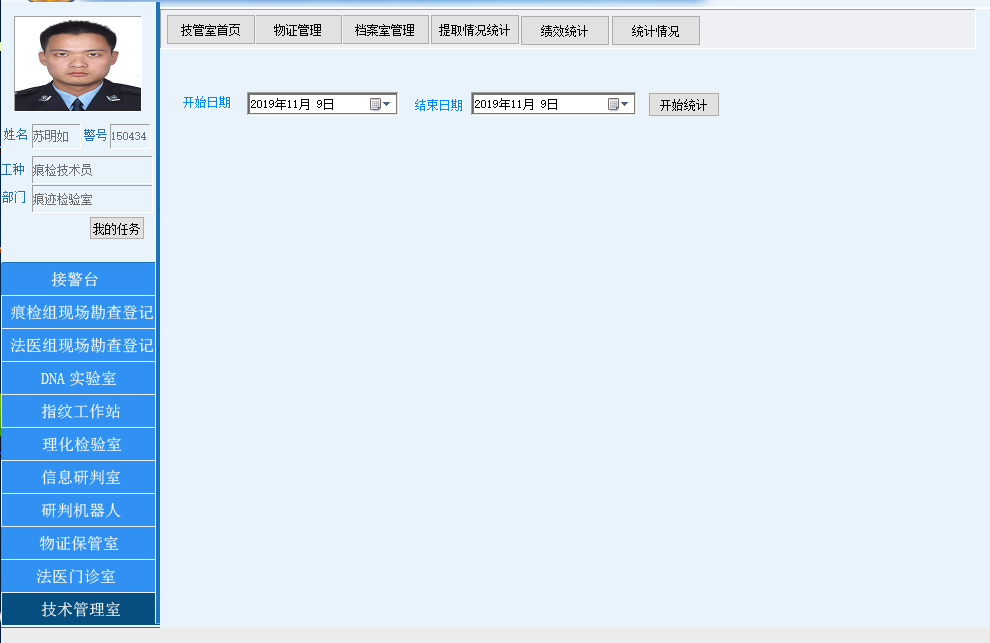 技管室首页 物证管理 档案室管理 提取情况统计 绩效统计 统计情况
开始日期 2019年11月 9日 结束日期 2019年11月 9日 开始统计
姓名 苏明如 警号 150434
工种 痕检技术员
部门 痕迹检验室
我的任务
接警台
痕检组现场勘查登记
法医组现场勘查登记
DNA 实验室
指纹工作站
理化检验室
信息研判室
研判机器人
物证保管室
法医门诊室
技术管理室